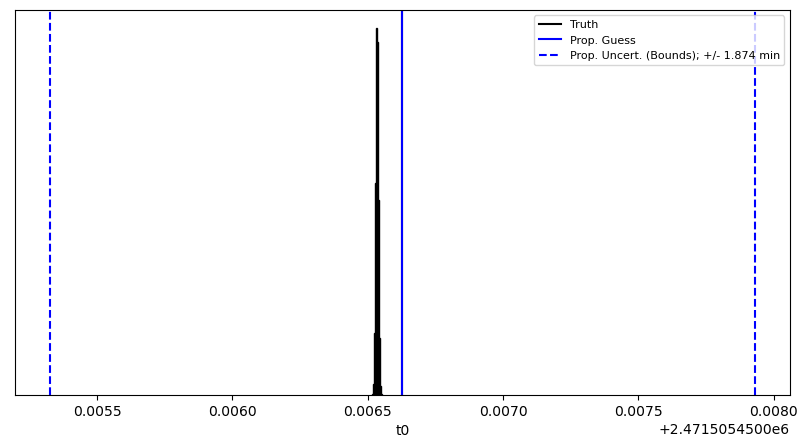 Truth
Prop. Guess
Prop. Uncert. (Bounds); +/- 1.874 min
0.0055 0.0060 0.0065 0.0070 0.0075 0.0080
t0
+2.4715054500e6